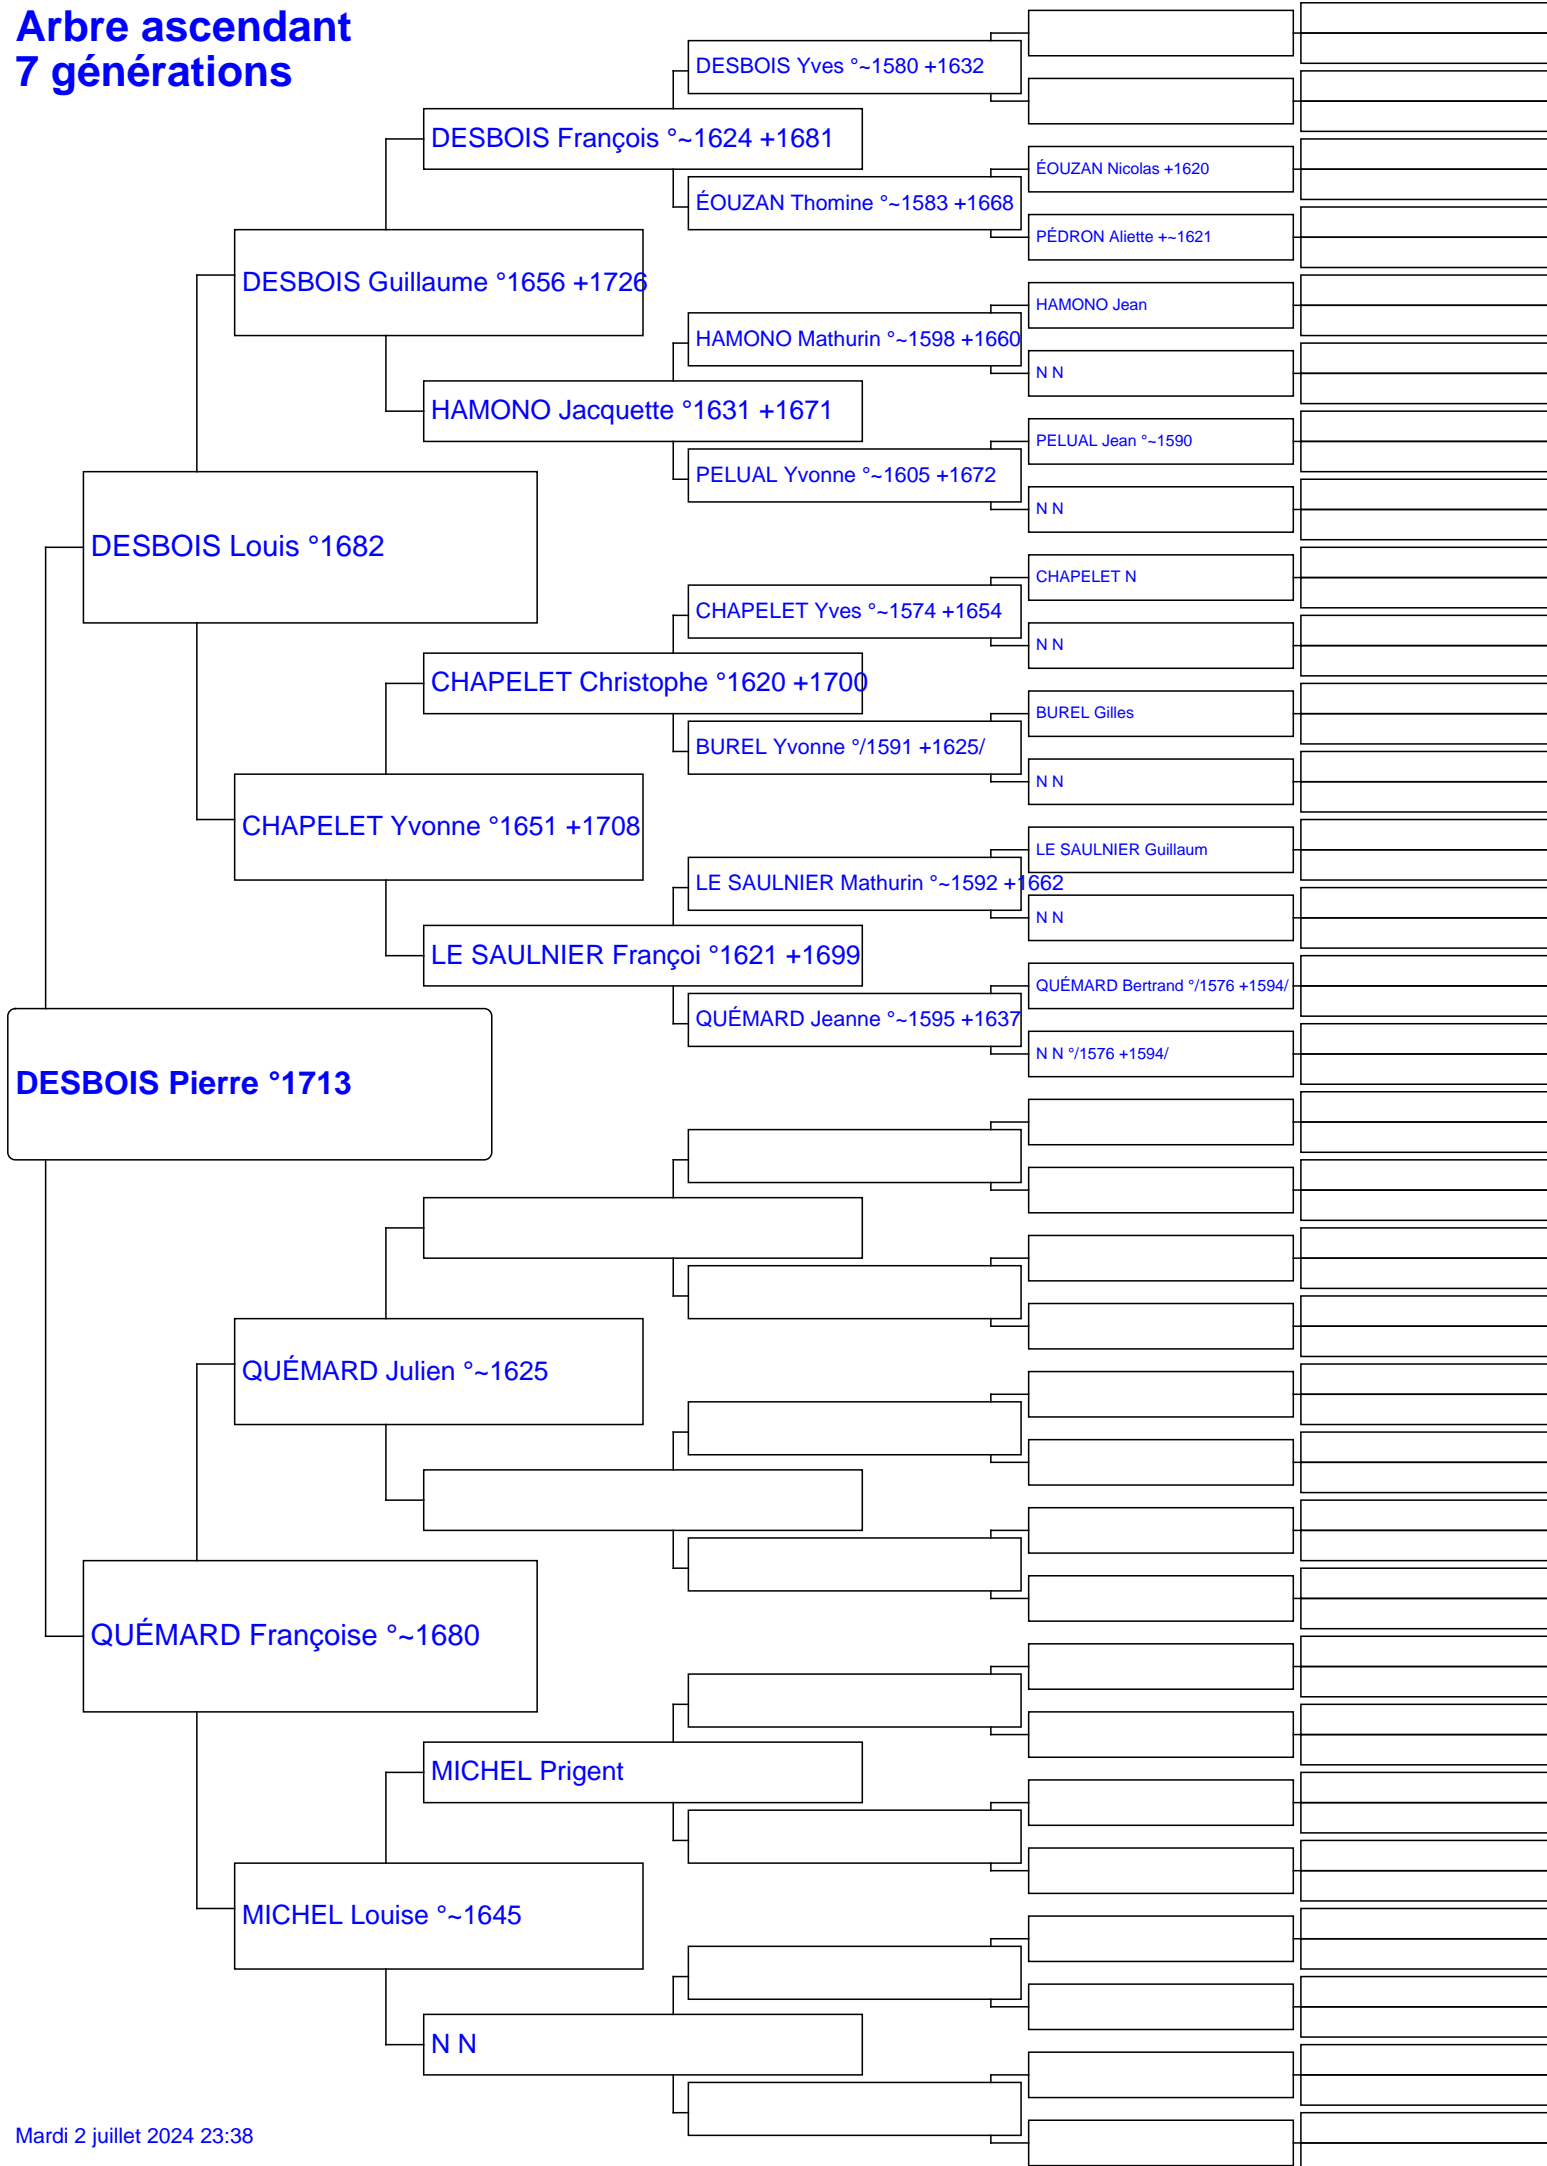 Arbre ascendant
7 générations
DESBOIS Yves °~1580 +1632
DESBOIS François °~1624 +1681
ÉOUZAN Nicolas +1620
ÉOUZAN Thomine °~1583 +1668
PÉDRON Aliette +~1621
DESBOIS Guillaume °1656 +1726
HAMONO Jean
HAMONO Mathurin °~1598 +1660
N N
HAMONO Jacquette °1631 +1671
PELUAL Jean °~1590
PELUAL Yvonne °~1605 +1672
N N
DESBOIS Louis °1682
CHAPELET N
CHAPELET Yves °~1574 +1654
N N
CHAPELET Christophe °1620 +1700
BUREL Gilles
BUREL Yvonne °/1591 +1625/
N N
CHAPELET Yvonne °1651 +1708
LE SAULNIER Guillaum
LE SAULNIER Mathurin °~1592 +1662
N N
LE SAULNIER Françoi °1621 +1699
QUÉMARD Bertrand °/1576 +1594/
QUÉMARD Jeanne °~1595 +1637
N N °/1576 +1594/
DESBOIS Pierre °1713
QUÉMARD Julien °~1625
QUÉMARD Françoise °~1680
MICHEL Prigent
MICHEL Louise °~1645
N N
Mardi 2 juillet 2024 23:38